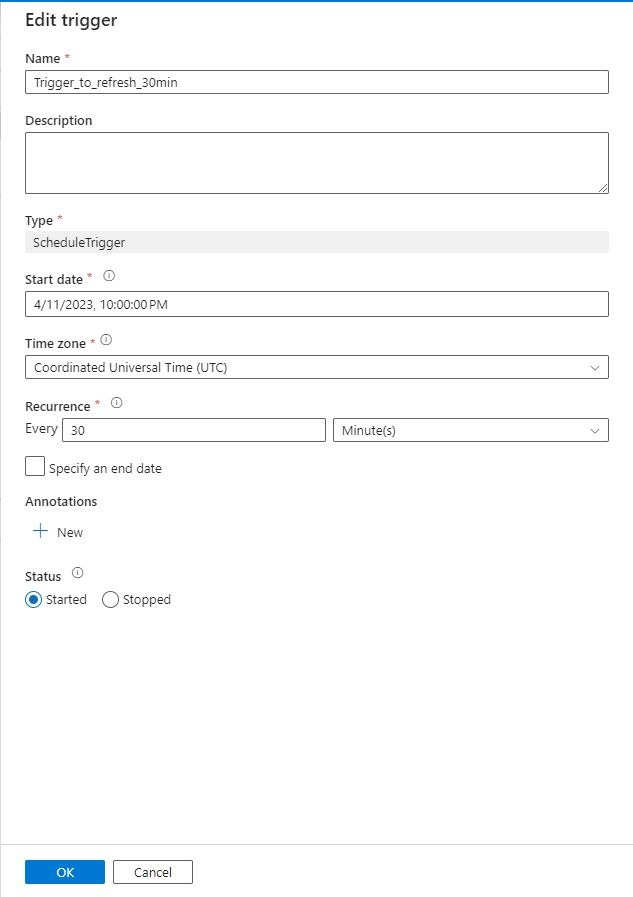 Edit trigger
Name *
Trigger_to_refresh_30min
Description
Type *
ScheduleTrigger
Start date *
4/11/2023, 10:00:00 PM
Time zone *
Coordinated Universal Time (UTC)
Recurrence *
Every 30 Minute(s)
Specify an end date
Annotations
New
Status
Started Stopped
OK Cancel